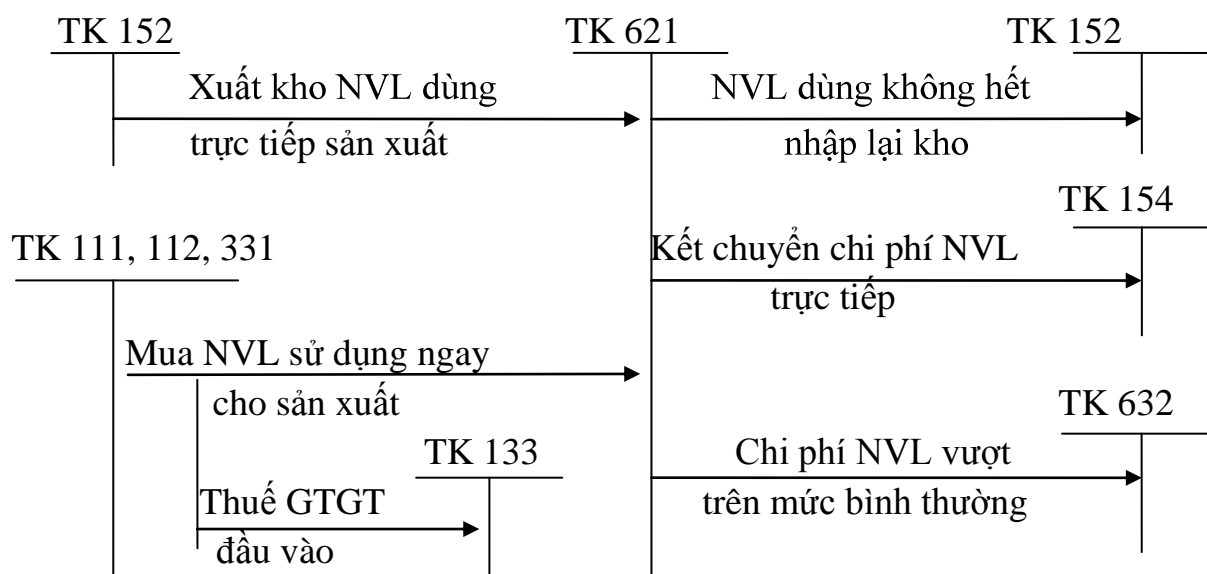 TK 152
TK 621
TK 152
Xuất kho NVL dùng
trực tiếp sản xuất
NVL dùng không hết
nhập lại kho
TK 154
TK 111, 112, 331
Kết chuyển chi phí NVL
trực tiếp
Mua NVL sử dụng ngay
cho sản xuất
TK 632
TK 133
Chi phí NVL vượt
trên mức bình thường
Thuế GTGT
đầu vào